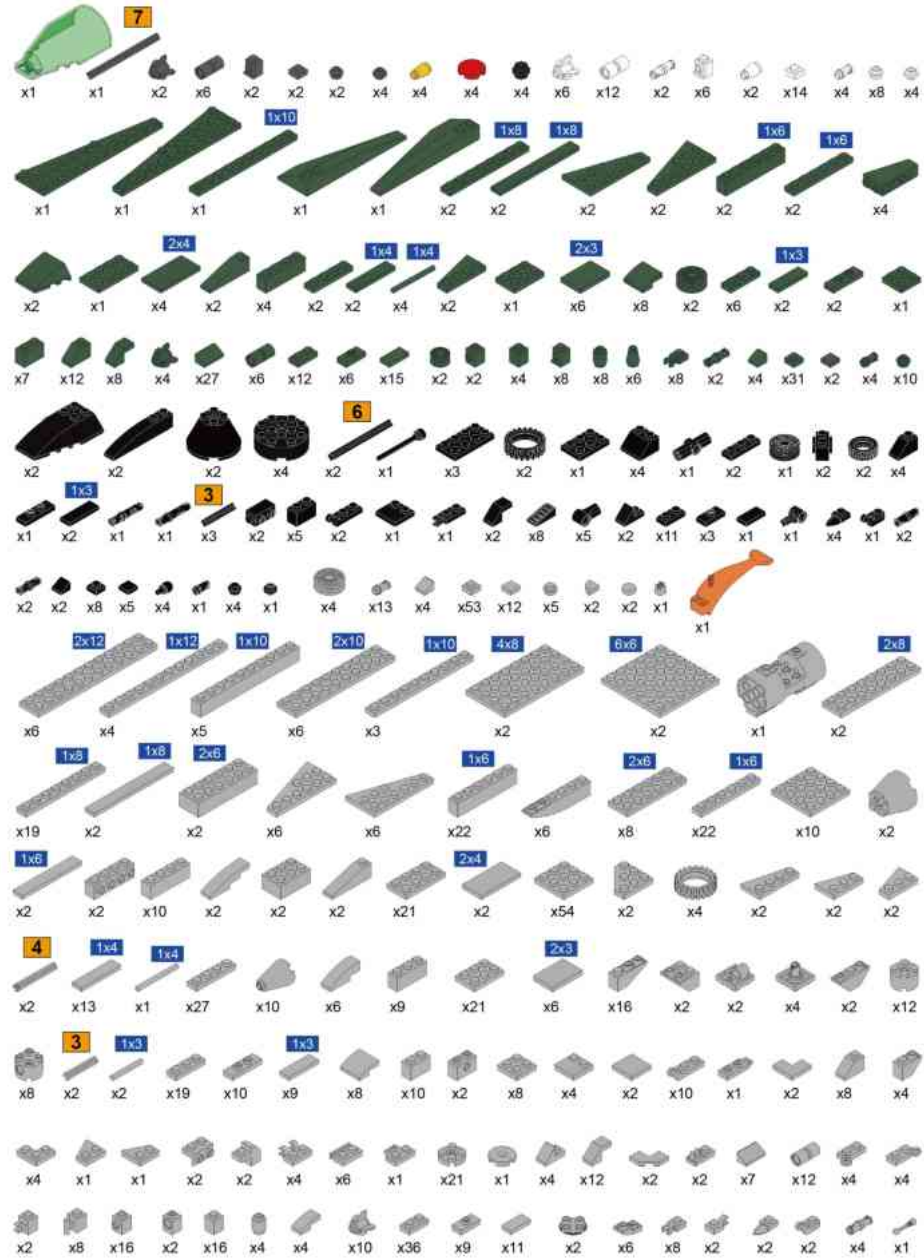 7
x1 x1 x2 x6 x2 x2 x2 x4 x4 x4 x4 x6 x12 x2 x6 x2 x14 x4 x8 x4
1x10 1x8 1x8 1x6 1x6
x1 x1 x1 x1 x1 x2 x2 x2 x2 x2 x2 x4
2x4 1x4 1x4 2x3 1x3
x2 x1 x4 x2 x4 x2 x2 x4 x2 x1 x6 x8 x2 x6 x2 x2 x1
x7 x12 x8 x4 x27 x6 x12 x6 x15 x2 x2 x4 x8 x8 x6 x8 x2 x4 x31 x2 x4 x10
6
x2 x2 x2 x4 x2 x1 x3 x2 x1 x4 x1 x2 x1 x2 x2 x4
1x3 3
x1 x2 x1 x1 x3 x2 x5 x2 x1 x1 x2 x8 x5 x2 x11 x3 x1 x1 x4 x1 x2
x2 x2 x8 x5 x4 x1 x4 x1 x4 x13 x4 x53 x12 x5 x2 x2 x1 x1
2x12 1x12 1x10 2x10 1x10 4x8 6x6 2x8
x6 x4 x5 x6 x3 x2 x2 x1 x2
1x8 1x8 2x6 1x6 2x6 1x6
x19 x2 x2 x6 x6 x22 x6 x8 x22 x10 x2
1x6 2x4
x2 x2 x10 x2 x2 x2 x21 x2 x54 x2 x4 x2 x2 x2
4 1x4 1x4 2x3
x2 x13 x1 x27 x10 x6 x9 x21 x6 x16 x2 x2 x4 x2 x12
3 1x3 1x3
x8 x2 x2 x19 x10 x9 x8 x10 x2 x8 x4 x2 x10 x1 x2 x8 x4
x4 x1 x1 x2 x2 x4 x6 x1 x21 x1 x4 x12 x2 x2 x7 x12 x4 x4
x2 x8 x16 x2 x16 x4 x4 x10 x36 x9 x11 x2 x6 x8 x2 x2 x2 x4 x1